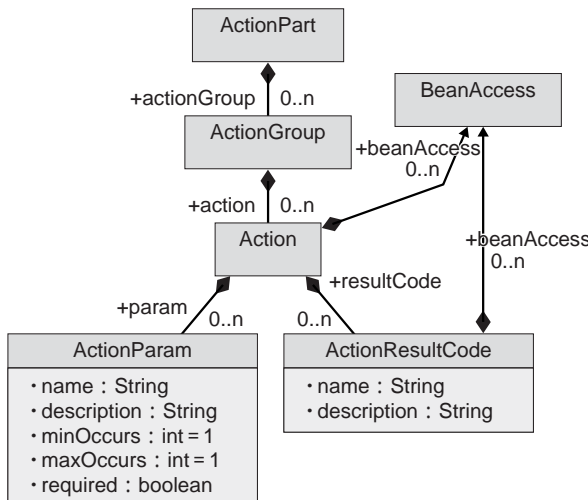 ActionPart
+actionGroup 0..n
BeanAccess
ActionGroup
+beanAccess
0..n
+action 0..n
Action
+beanAccess
0..n
+resultCode
+param
0..n
0..n
ActionParam
・name : String
・description : String
・minOccurs : int = 1
・maxOccurs : int = 1
・required : boolean
ActionResultCode
・name : String
・description : String